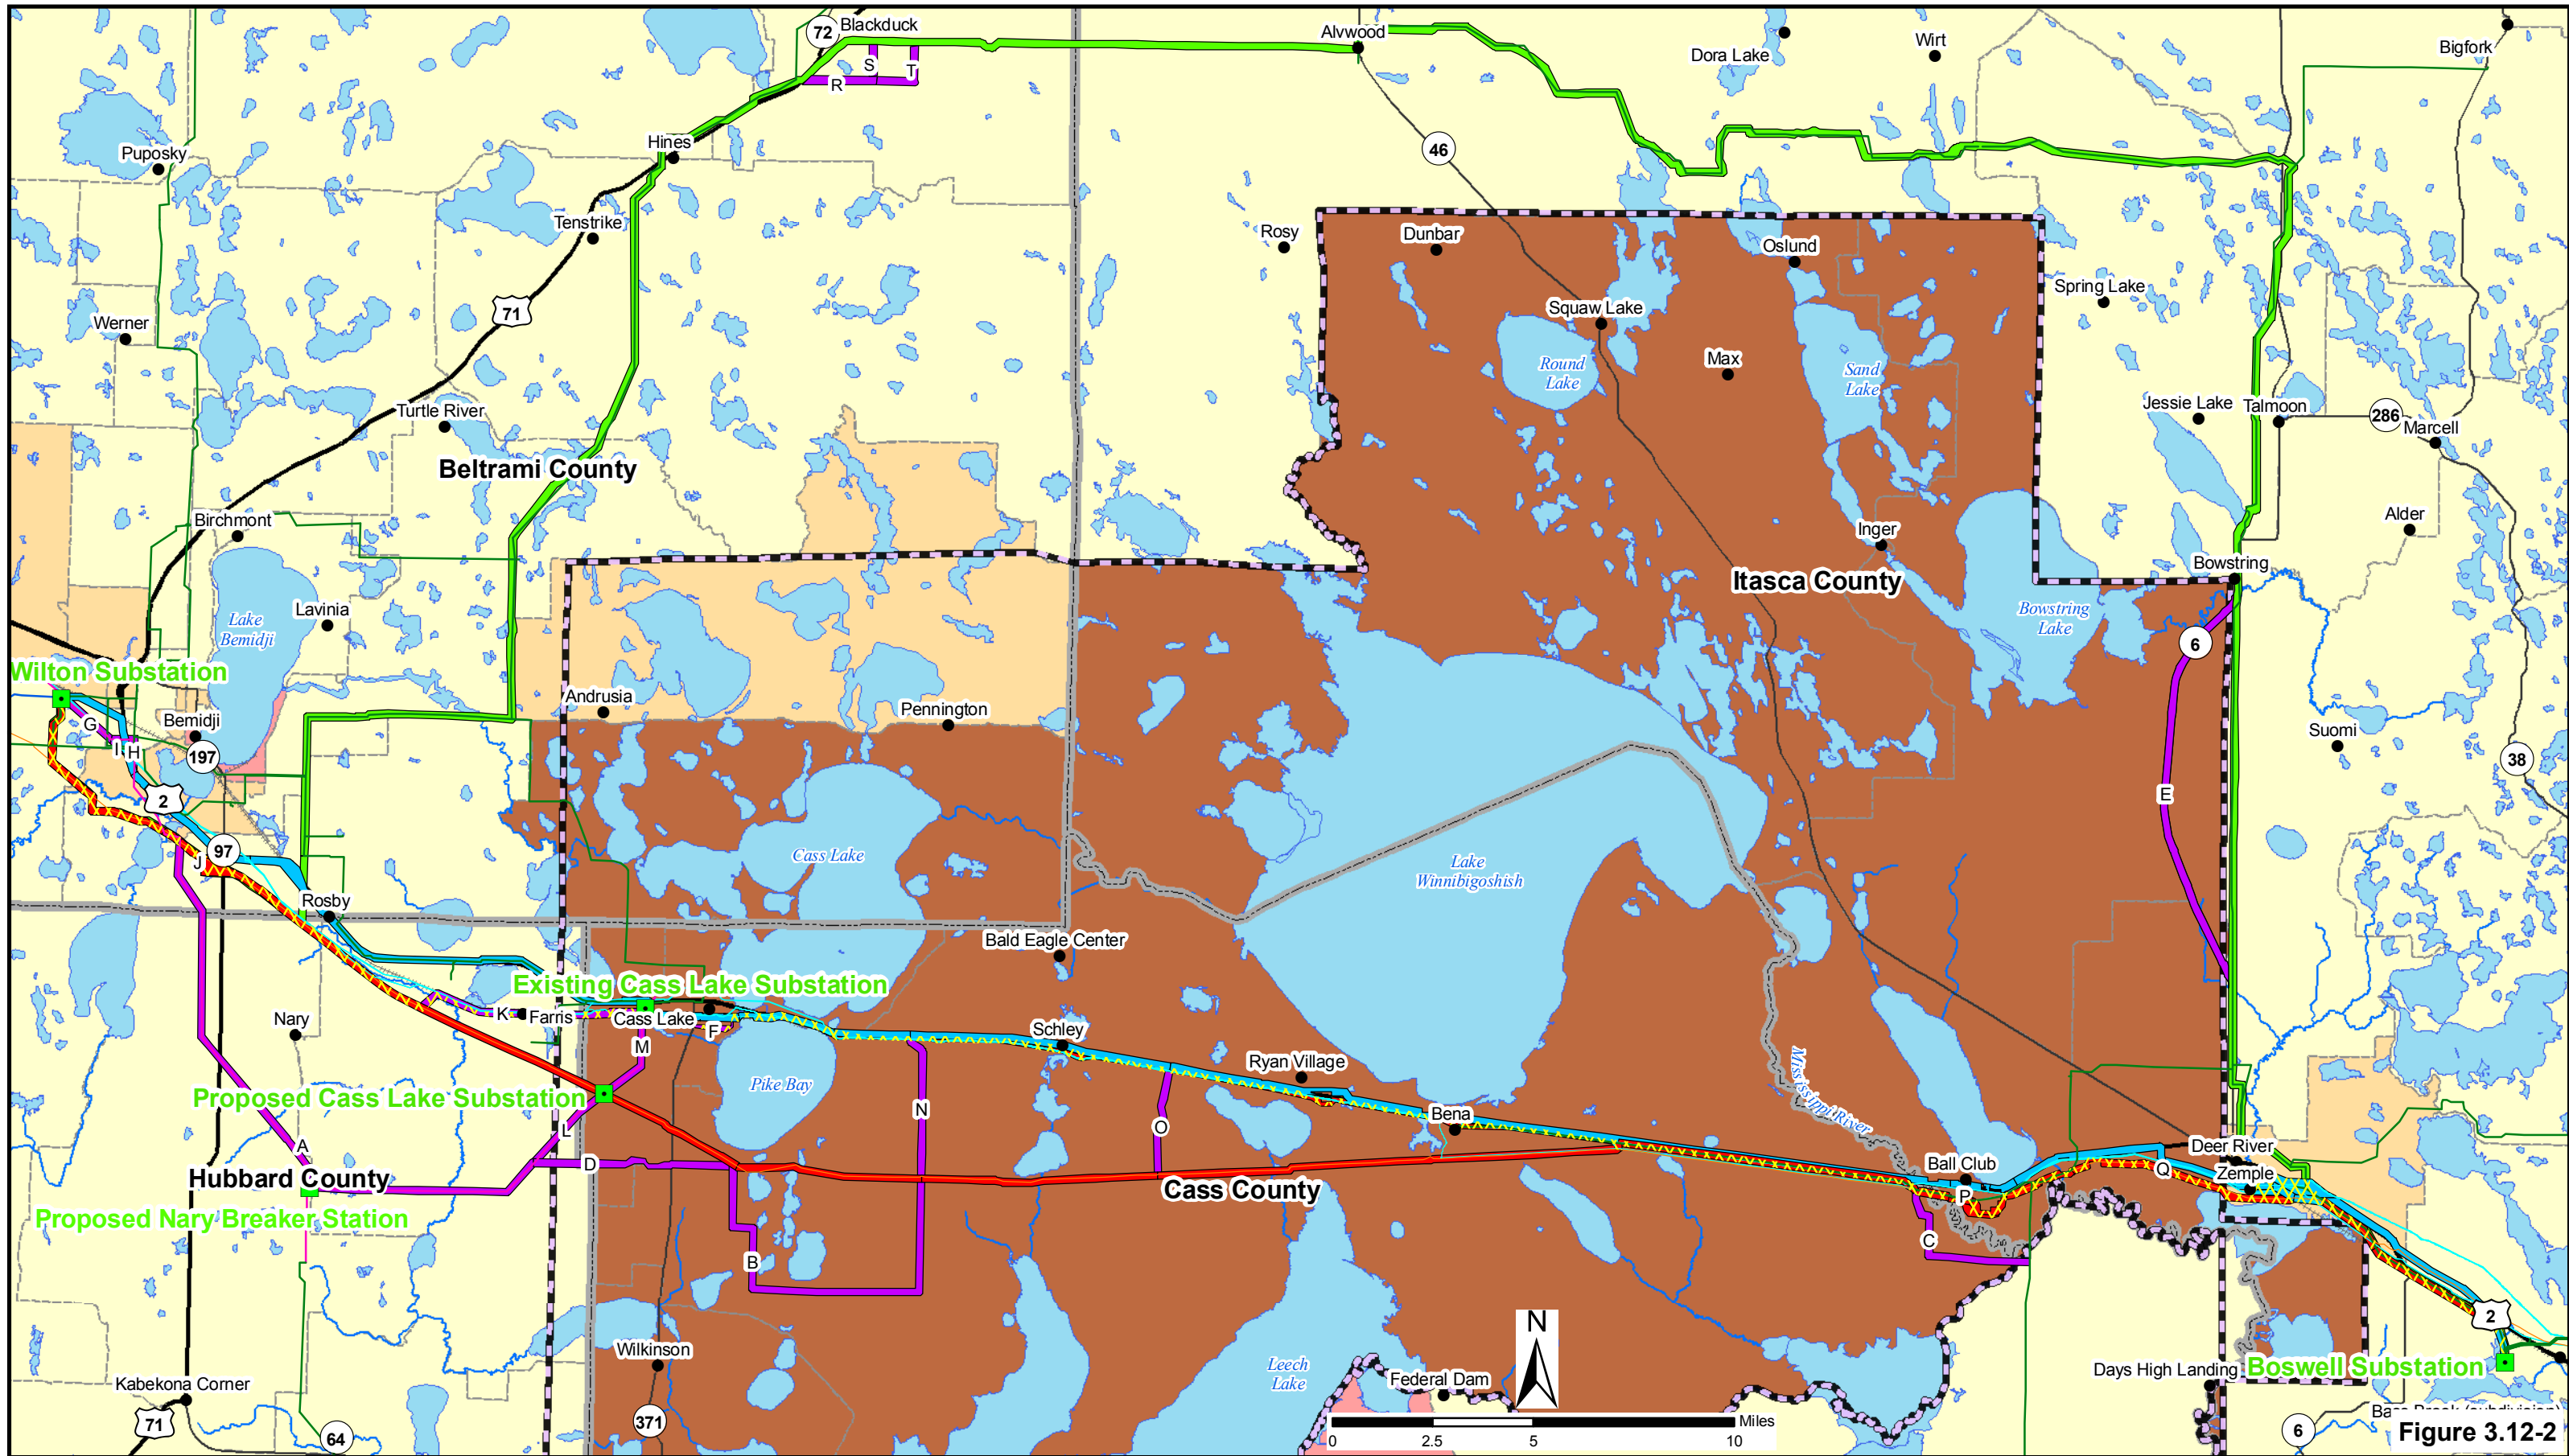 72
Blackduck
Alvwood
Dora Lake
Wirt
Bigfork
S
T
R
Hines
46
Puposky
Tenstrike
Rosy
Dunbar
Oslund
Spring Lake
71
Werner
Squaw Lake
Round
Lake
Max
Sand
Lake
Turtle River
Jessie Lake
Talmoon
286
Marcell
Beltrami County
Birchmont
Inger
Alder
Itasca County
Bowstring
Lake
Bemidji
Lavinia
Bowstring
Lake
6
Wilton Substation
Andrusia
Pennington
G
Bemidji
I
H
197
Suomi
38
2
E
97
J
Cass Lake
Lake
Winnibigoshish
Rosby
Bald Eagle Center
Existing Cass Lake Substation
K
Farris
Cass Lake
F
Nary
M
Schley
Ryan Village
Mississippi River
Pike Bay
Proposed Cass Lake Substation
N
Bena
L
O
A
D
Deer River
Hubbard County
Ball Club
Q
Zemple
Cass County
P
Proposed Nary Breaker Station
B
C
N
2
Wilkinson
Leech
Lake
Federal Dam
Days High Landing
Boswell Substation
Kabekona Corner
71
64
371
Miles
0
2.5
5
10
6
Figure 3.12-2